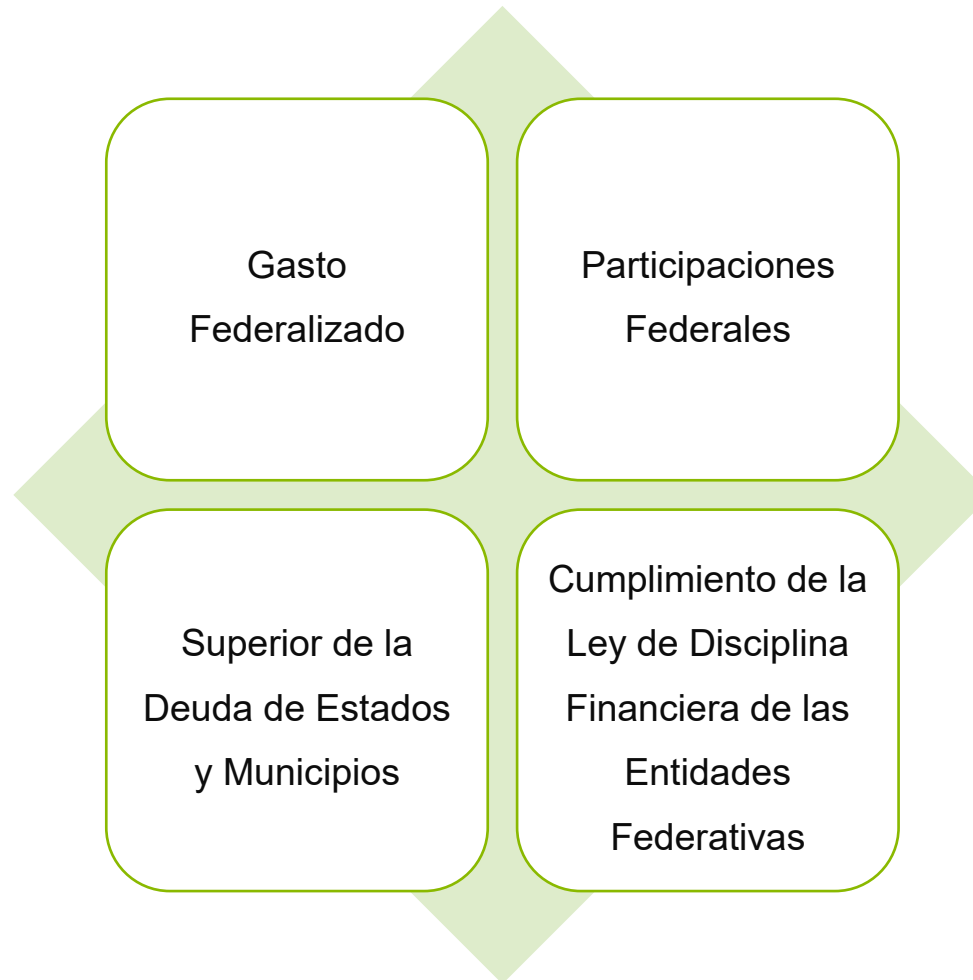 Gasto
Federalizado
Participaciones
Federales
Superior de la
Deuda de Estados
y Municipios
Cumplimiento de la
Ley de Disciplina
Financiera de las
Entidades
Federativas